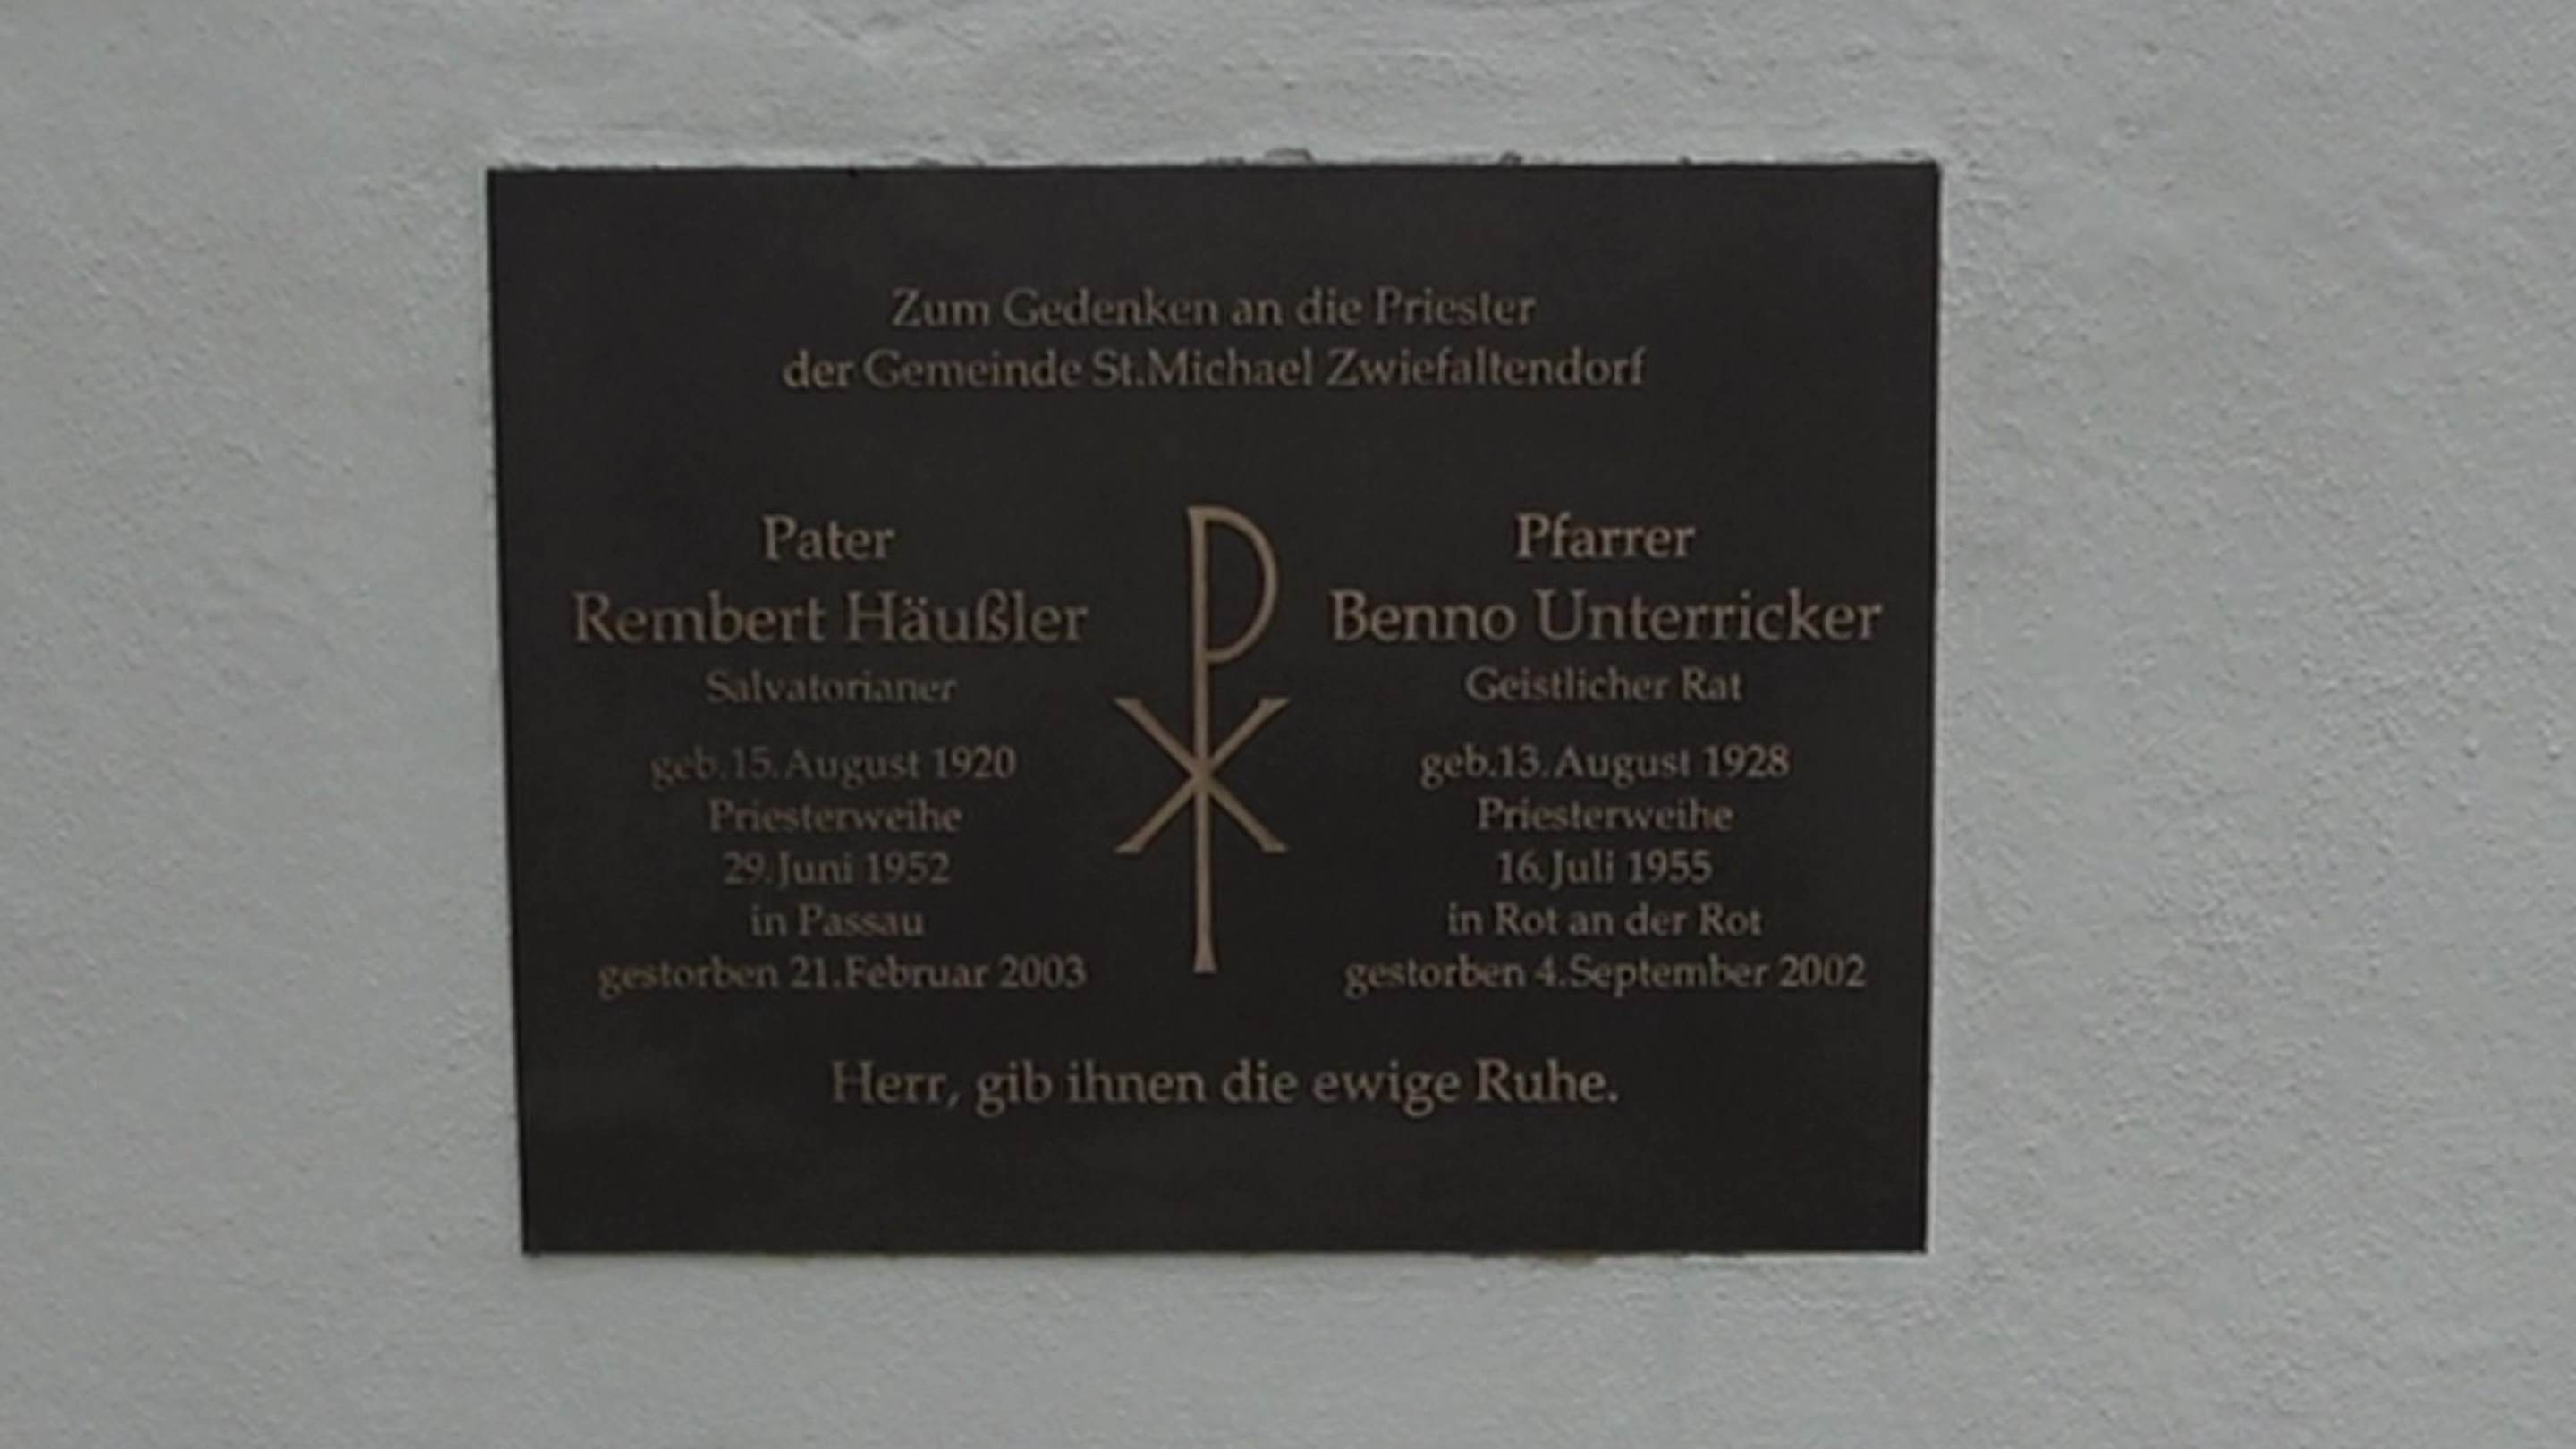 Zum Gedenken an die Priester
der Gemeinde St.Michael Zwiefaltendorf
Pater
Rembert Häußler
Salvatorianer
geb.15.August 1920
Priesterweihe
29.Juni 1952
in Passau
gestorben 21.Februar 2003
Pfarrer
Benno Unterricker
Geistlicher Rat
geb.13.August 1928
Priesterweihe
16.Juli 1955
in Rot an der Rot
gestorben 4.September 2002
Herr, gib ihnen die ewige Ruhe.